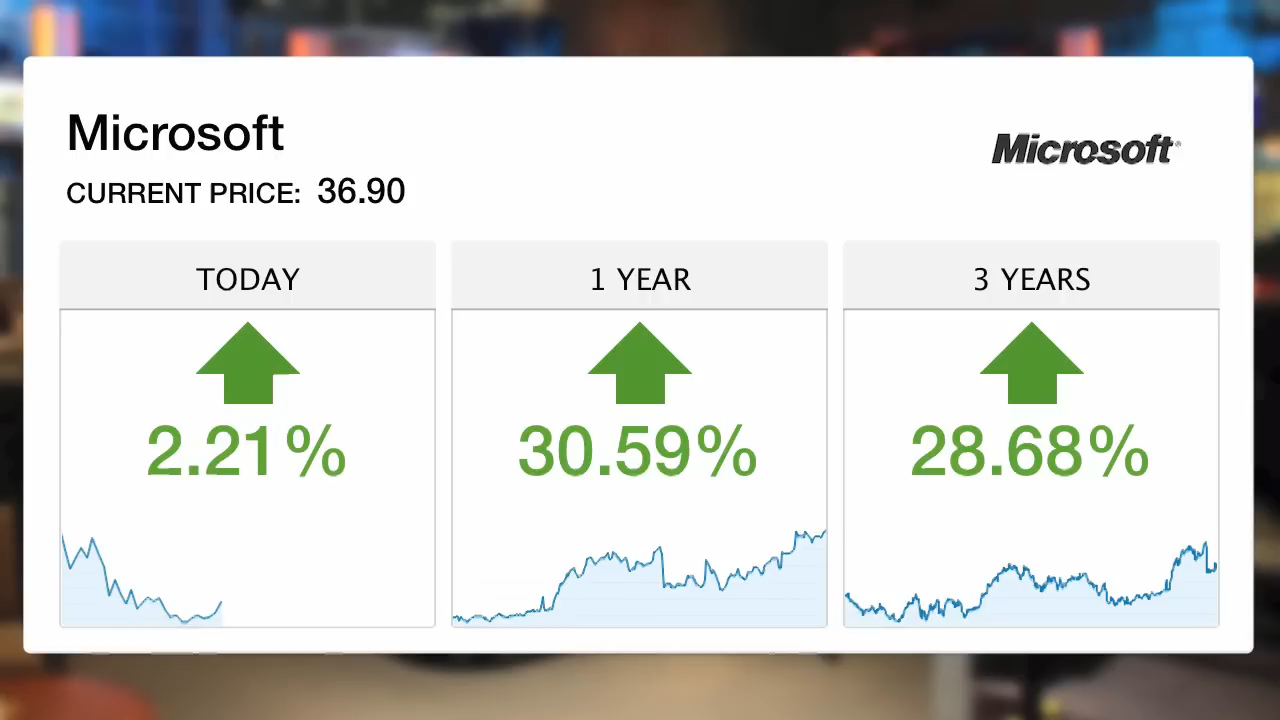 Microsoft
Microsoft
CURRENT PRICE: 36.90
TODAY
1 YEAR
3 YEARS
2.21%
30.59%
28.68%